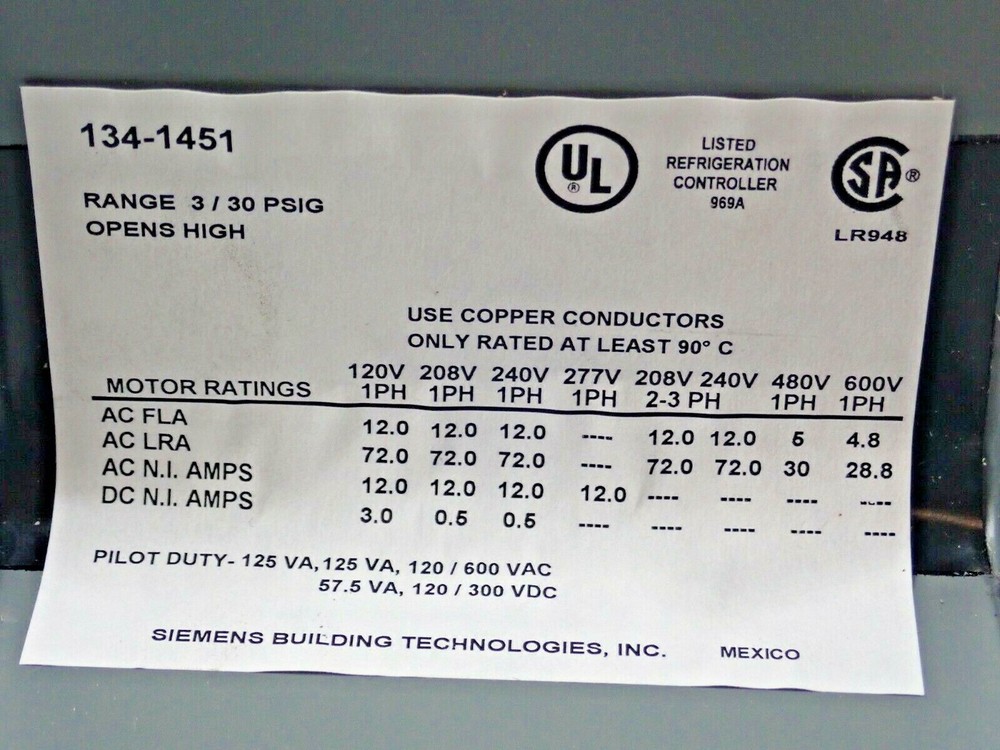 134-1451
RANGE 3 / 30 PSIG
OPENS HIGH
UL ®
LISTED
REFRIGERATION
CONTROLLER
969A
SA ®
LR948
USE COPPER CONDUCTORS
ONLY RATED AT LEAST 90° C
120V 208V 240V 277V 208V 240V 480V 600V
MOTOR RATINGS 1PH 1PH 1PH 1PH 2-3 PH 1PH 1PH
AC FLA 12.0 12.0 12.0 ---- 12.0 12.0 5 4.8
AC LRA 72.0 72.0 72.0 ---- 72.0 72.0 30 28.8
AC N.I. AMPS 12.0 12.0 12.0 12.0 ---- ---- ---- ----
DC N.I. AMPS 3.0 0.5 0.5 ---- ---- ---- ---- ----
PILOT DUTY- 125 VA, 125 VA, 120 / 600 VAC
57.5 VA, 120 / 300 VDC
SIEMENS BUILDING TECHNOLOGIES, INC. MEXICO